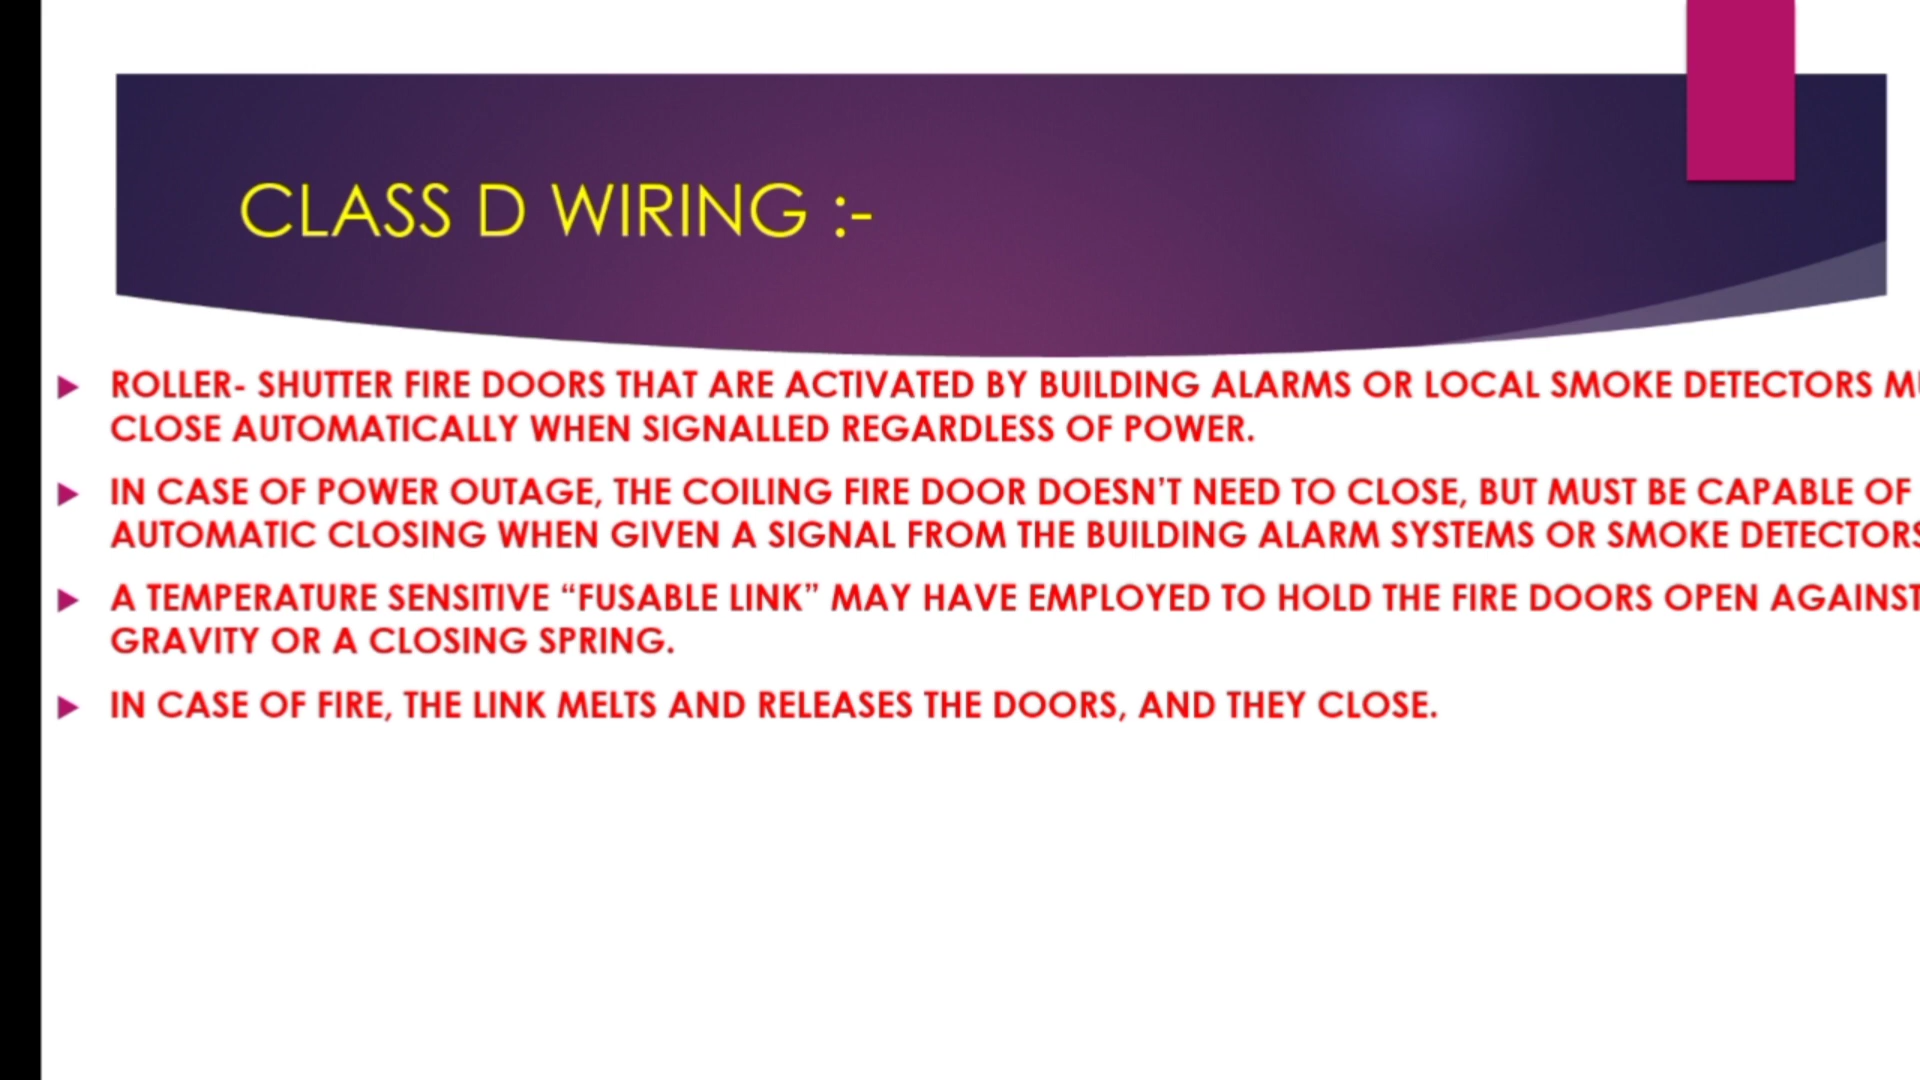 CLASS D WIRING :-
ROLLER- SHUTTER FIRE DOORS THAT ARE ACTIVATED BY BUILDING ALARMS OR LOCAL SMOKE DETECTORS
CLOSE AUTOMATICALLY WHEN SIGNALLED REGARDLESS OF POWER.
IN CASE OF POWER OUTAGE, THE COILING FIRE DOOR DOESN'T NEED TO CLOSE, BUT MUST BE CAPABLE OF
AUTOMATIC CLOSING WHEN GIVEN A SIGNAL FROM THE BUILDING ALARM SYSTEMS OR SMOKE DETECTORS
A TEMPERATURE SENSITIVE “FUSABLE LINK” MAY HAVE EMPLOYED TO HOLD THE FIRE DOORS OPEN AGAINST
GRAVITY OR A CLOSING SPRING.
IN CASE OF FIRE, THE LINK MELTS AND RELEASES THE DOORS, AND THEY CLOSE.